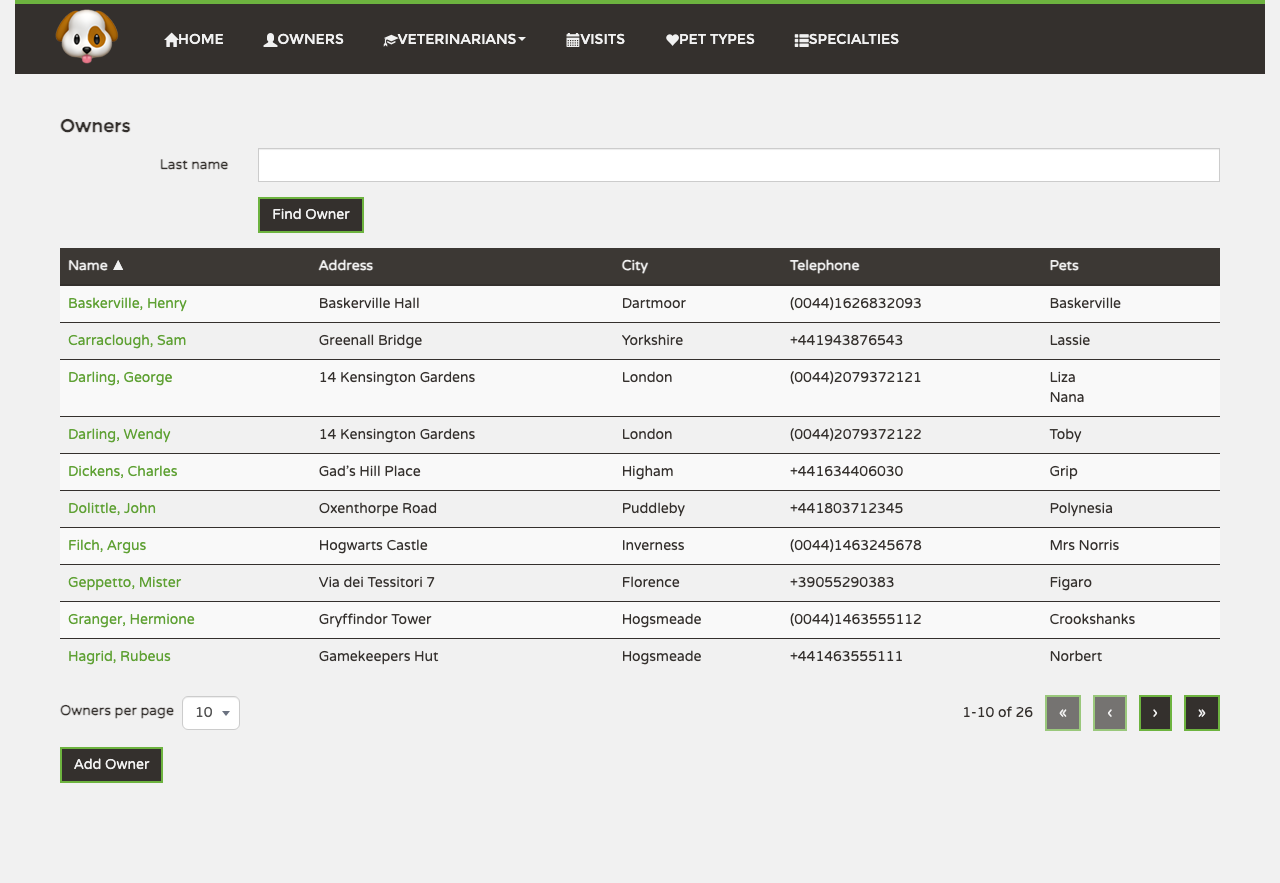 HOME OWNERS VETERINARIANS VISITS PET TYPES SPECIALTIES
Owners
Last name
Find Owner
Name ▲ Address City Telephone Pets
Baskerville, Henry Baskerville Hall Dartmoor (0044)1626832093 Baskerville
Carraclough, Sam Greenall Bridge Yorkshire +441943876543 Lassie
Darling, George 14 Kensington Gardens London (0044)2079372121 Liza
Nana
Darling, Wendy 14 Kensington Gardens London (0044)2079372122 Toby
Dickens, Charles Gad's Hill Place Higham +441634406030 Grip
Dolittle, John Oxenthorpe Road Puddleby +441803712345 Polynesia
Filch, Argus Hogwarts Castle Inverness (0044)1463245678 Mrs Norris
Geppetto, Mister Via dei Tessitori 7 Florence +39055290383 Figaro
Granger, Hermione Gryffindor Tower Hogsmeade (0044)1463555112 Crookshanks
Hagrid, Rubeus Gamekeepers Hut Hogsmeade +441463555111 Norbert
Owners per page 10 1-10 of 26 « ‹ › »
Add Owner